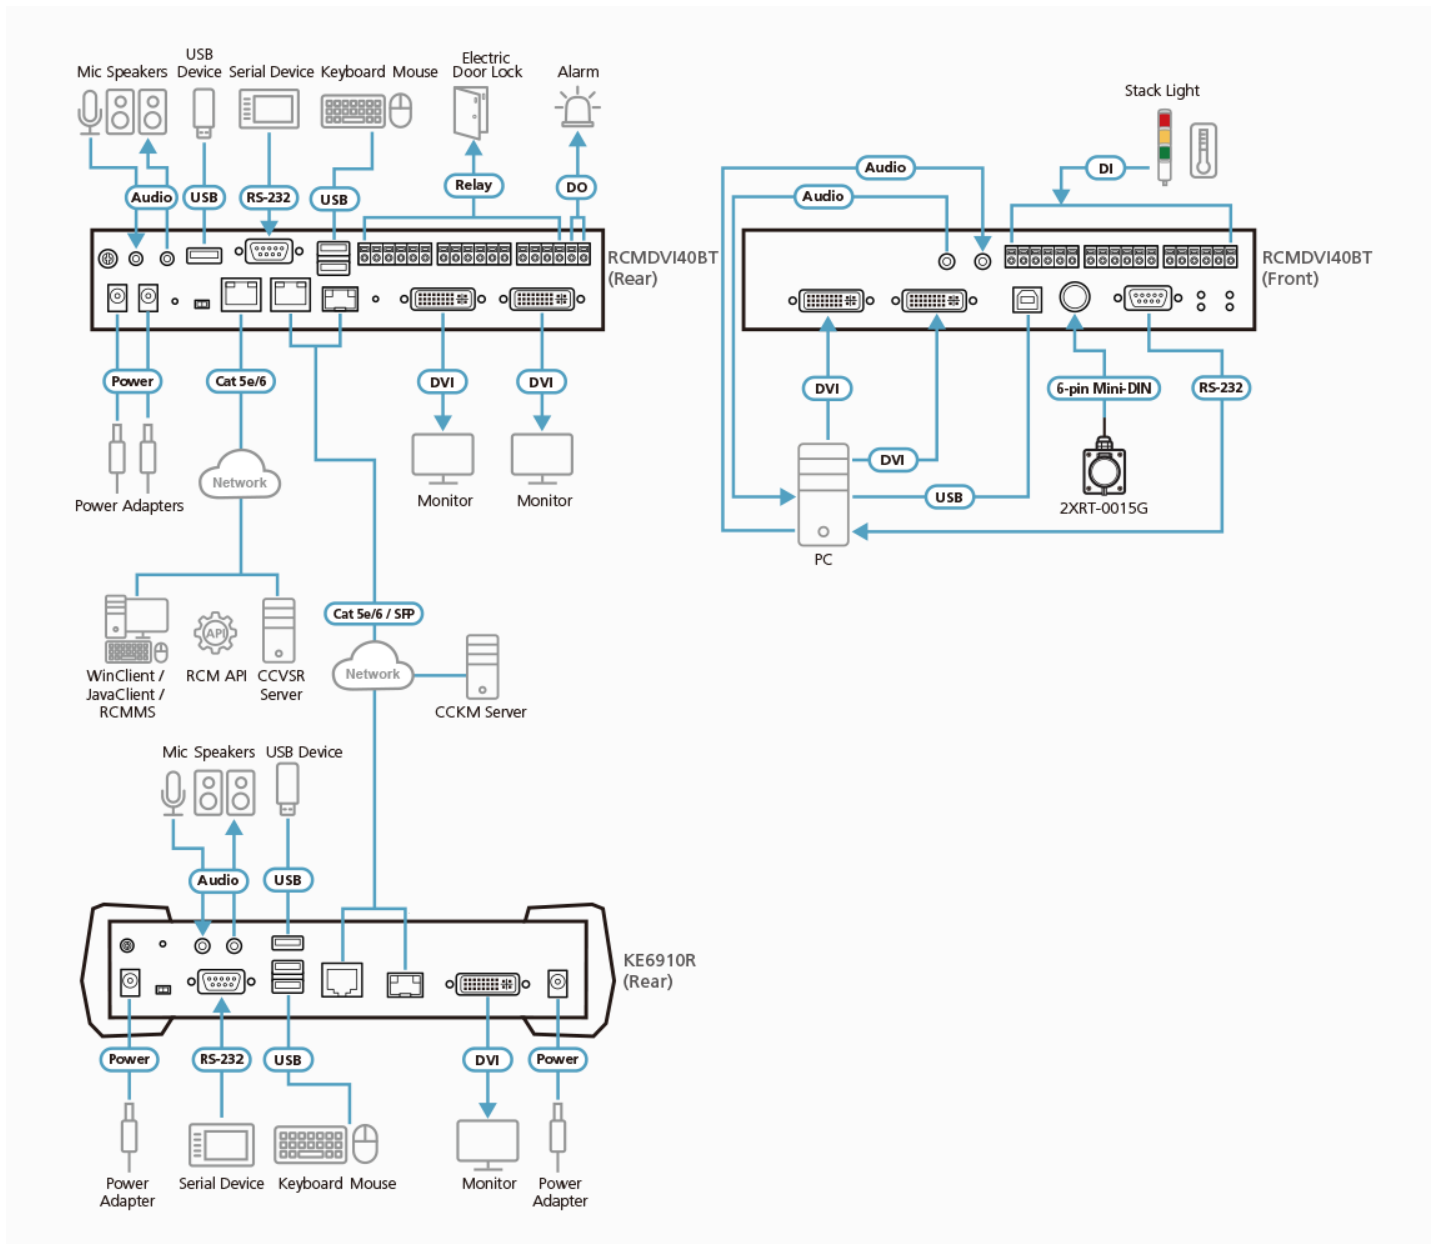 Mic Speakers
USB
Device
Serial Device
Keyboard Mouse
Electric
Door Lock
Alarm
Audio
USB
RS-232
USB
Relay
DO
RCMDVI40BT
(Rear)
Power
Cat 5e/6
DVI
DVI
Network
Power Adapters
Monitor
Monitor
Stack Light
Audio
DI
Audio
RCMDVI40BT
(Front)
DVI
6-pin Mini-DIN
RS-232
DVI
USB
2XRT-0015G
PC
Cat 5e/6 / SFP
API
Network
WinClient /
JavaClient /
RCMMS
RCM API
CCVSR
Server
CCKM Server
Mic Speakers
USB Device
Audio
USB
KE6910R
(Rear)
Power
RS-232
USB
DVI
Power
Power
Adapter
Serial Device
Keyboard Mouse
Monitor
Power
Adapter